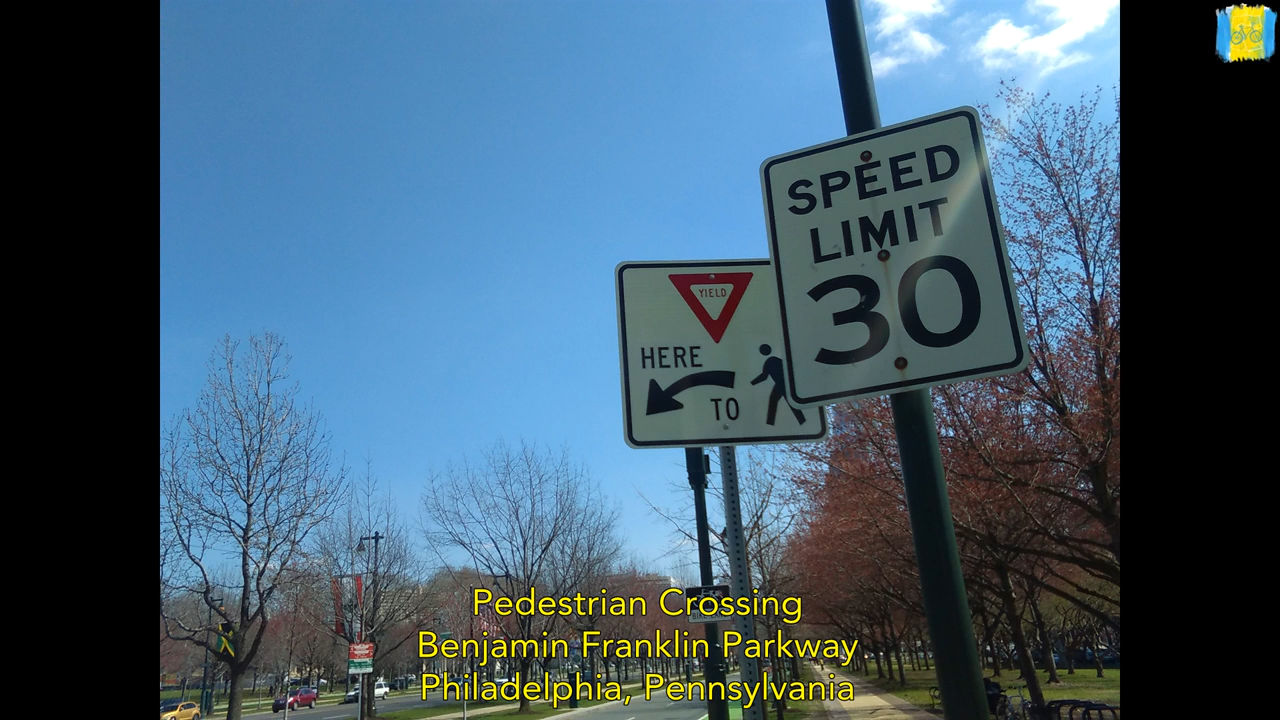 SPEED
LIMIT
30
YIELD
HERE
TO
Pedestrian Crossing
Benjamin Franklin Parkway
Philadelphia, Pennsylvania